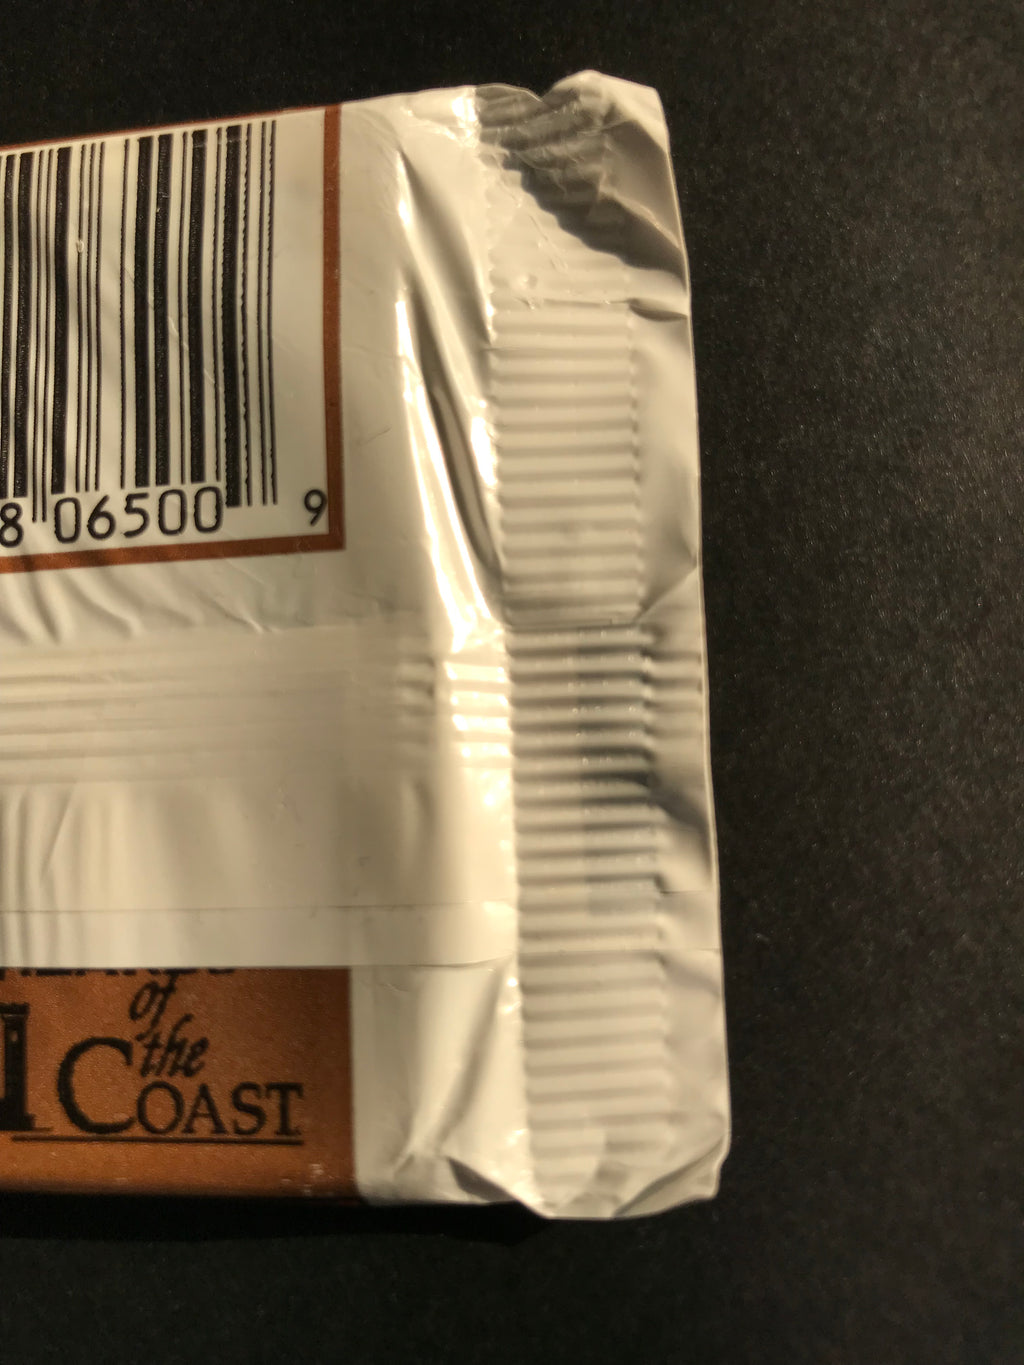 8 06500 9
of
the
COAST